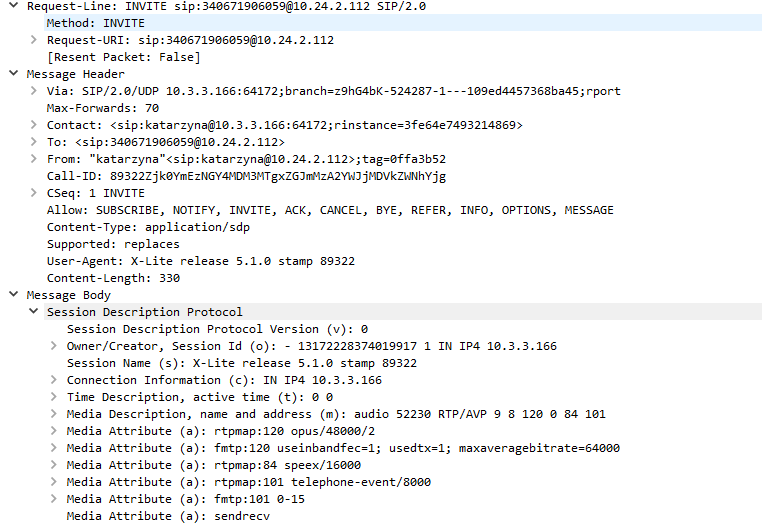 Request-Line: INVITE sip:340671906059@10.24.2.112 SIP/2.0
Method: INVITE
Request-URI: sip:340671906059@10.24.2.112
[Resent Packet: False]
Message Header
Via: SIP/2.0/UDP 10.3.3.166:64172;branch=z9hG4bK-524287-1---109ed4457368ba45;rport
Max-Forwards: 70
Contact: <sip:katarzyna@10.3.3.166:64172;rinstance=3fe64e7493214869>
To: <sip:340671906059@10.24.2.112>
From: "katarzyna"<sip:katarzyna@10.24.2.112>;tag=0ffa3b52
Call-ID: 89322Zjk0YmEzNGY4MDM3MTgxZGJmMzA2YWJjMDVkZWNhYjg
CSeq: 1 INVITE
Allow: SUBSCRIBE, NOTIFY, INVITE, ACK, CANCEL, BYE, REFER, INFO, OPTIONS, MESSAGE
Content-Type: application/sdp
Supported: replaces
User-Agent: X-Lite release 5.1.0 stamp 89322
Content-Length: 330
Message Body
Session Description Protocol
Session Description Protocol Version (v): 0
Owner/Creator, Session Id (o): - 13172228374019917 1 IN IP4 10.3.3.166
Session Name (s): X-Lite release 5.1.0 stamp 89322
Connection Information (c): IN IP4 10.3.3.166
Time Description, active time (t): 0 0
Media Description, name and address (m): audio 52230 RTP/AVP 9 8 120 0 84 101
Media Attribute (a): rtpmap:120 opus/48000/2
Media Attribute (a): fmtp:120 useinbandfec=1; usedtx=1; maxaveragebitrate=64000
Media Attribute (a): rtpmap:84 speex/16000
Media Attribute (a): rtpmap:101 telephone-event/8000
Media Attribute (a): fmtp:101 0-15
Media Attribute (a): sendrecv